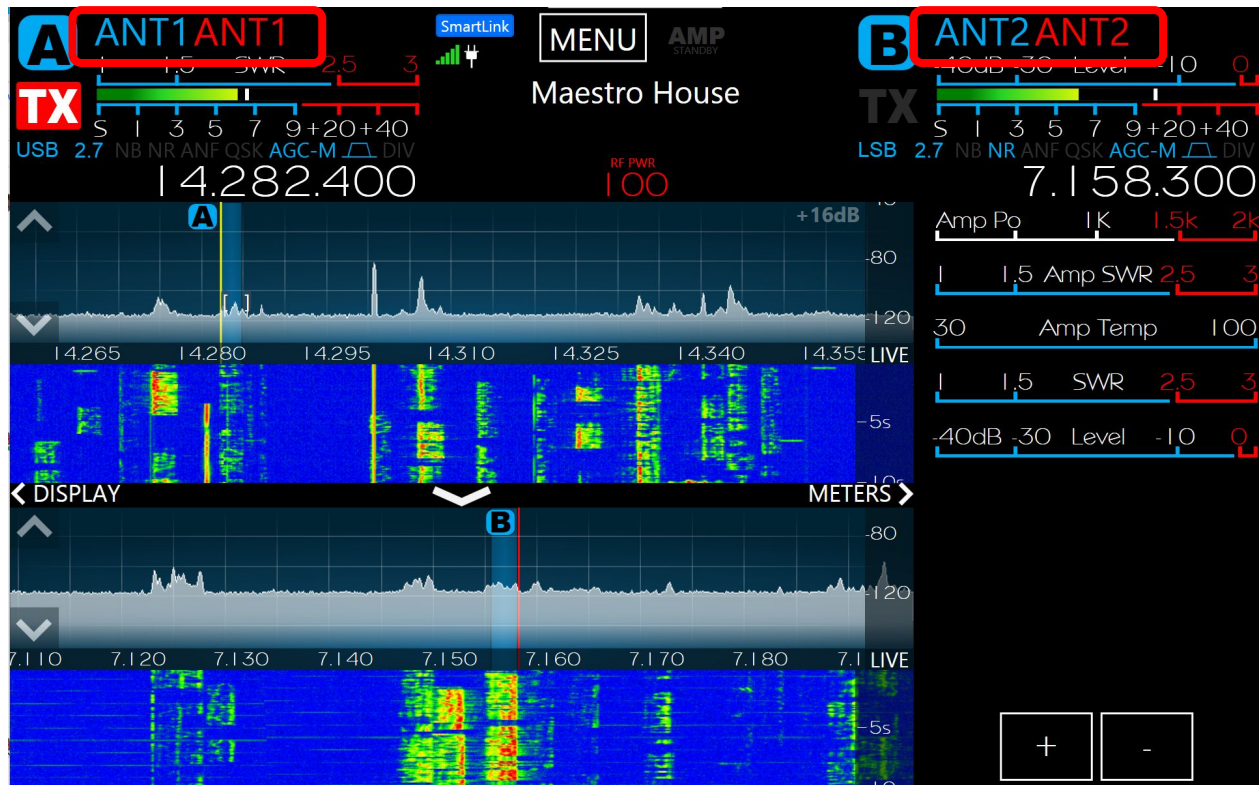 A ANT1 ANT1
SmartLink
MENU
AMP
STANDBY
B ANT2 ANT2
1 1.5 SWR 2.5 3
-40dB -30 Level -10 0
TX
Maestro House
TX
S 1 3 5 7 9 +20 +40
S 1 3 5 7 9 +20 +40
USB 2.7 NB NR ANF QSK AGC-M DIV
LSB 2.7 NB NR ANF QSK AGC-M DIV
14.282.400
RF PWR
100
7.158.300
A
+16dB
-80
-120
14.265 14.280 14.295 14.310 14.325 14.340 14.355 LIVE
-5s
-10s
< DISPLAY
METERS >
B
-80
-120
7.110 7.120 7.130 7.140 7.150 7.160 7.170 7.180 7.1 LIVE
-5s
Amp Po 1K 1.5k 2k
1 1.5 Amp SWR 2.5 3
30 Amp Temp 100
1 1.5 SWR 2.5 3
-40dB -30 Level -10 0
+ -